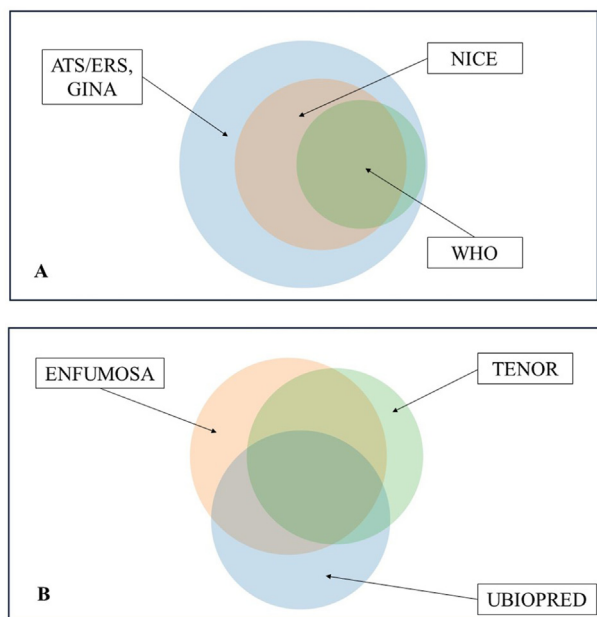 ATS/ERS,
GINA
NICE
WHO
A
ENFUMOSA
TENOR
UBIOPRED
B